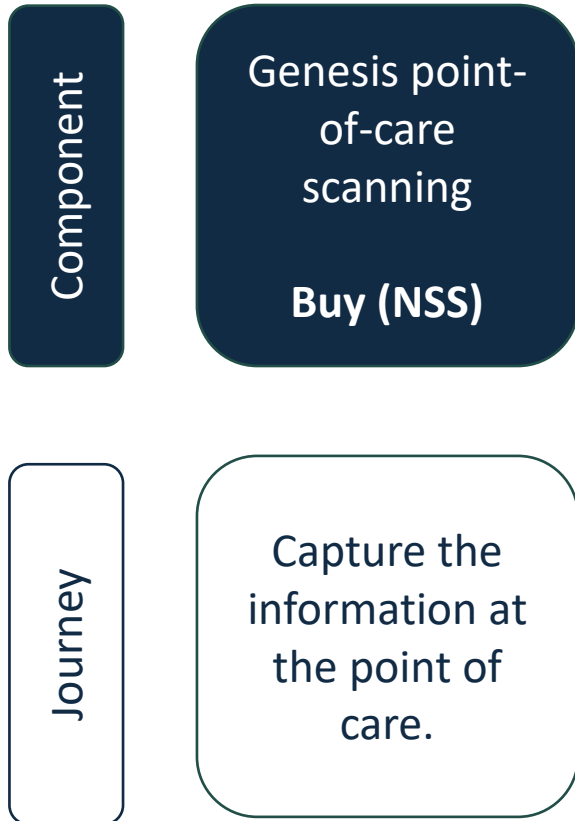 Component
Genesis point-
of-care
scanning
Buy (NSS)
Journey
Capture the
information at
the point of
care.